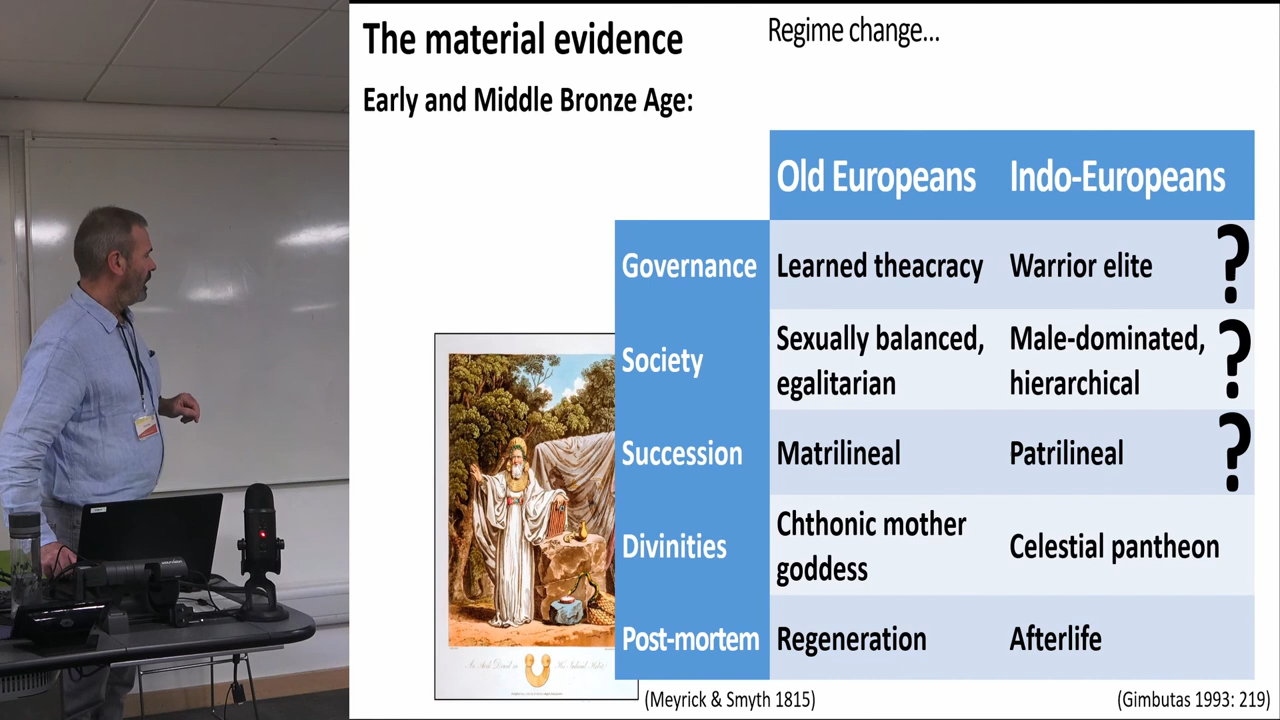 The material evidence
Regime change...
Early and Middle Bronze Age:
Old Europeans Indo-Europeans
Governance Learned theacracy Warrior elite ?
Society Sexually balanced, egalitarian Male-dominated, hierarchical ?
Succession Matrilineal Patrilineal ?
Divinities Chthonic mother goddess Celestial pantheon
Post-mortem Regeneration Afterlife
(Meyrick & Smyth 1815)
(Gimbutas 1993: 219)